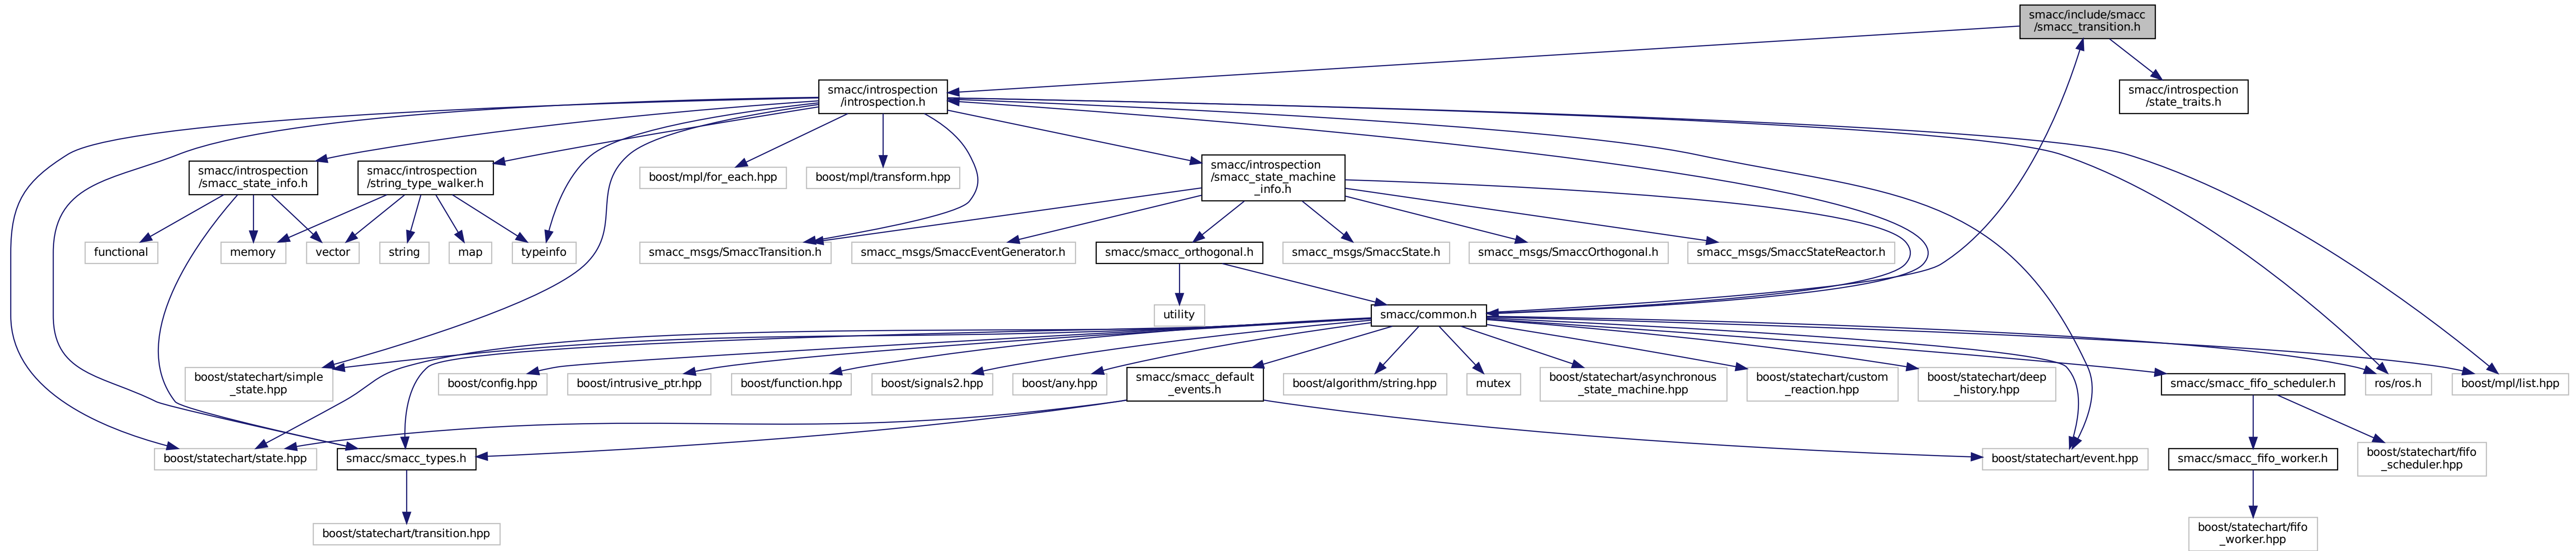 smacc/include/smacc
/smacc_transition.h
smacc/introspection
/introspection.h
smacc/introspection
/state_traits.h
smacc/introspection
/smacc_state_info.h
smacc/introspection
/string_type_walker.h
boost/mpl/for_each.hpp
boost/mpl/transform.hpp
smacc/introspection
/smacc_state_machine
_info.h
functional
memory
vector
string
map
typeinfo
smacc_msgs/SmaccTransition.h
smacc_msgs/SmaccEventGenerator.h
smacc/smacc_orthogonal.h
smacc_msgs/SmaccState.h
smacc_msgs/SmaccOrthogonal.h
smacc_msgs/SmaccStateReactor.h
utility
smacc/common.h
boost/statechart/simple
_state.hpp
boost/config.hpp
boost/intrusive_ptr.hpp
boost/function.hpp
boost/signals2.hpp
boost/any.hpp
smacc/smacc_default
_events.h
boost/algorithm/string.hpp
mutex
boost/statechart/asynchronous
_state_machine.hpp
boost/statechart/custom
_reaction.hpp
boost/statechart/deep
_history.hpp
smacc/smacc_fifo_scheduler.h
ros/ros.h
boost/mpl/list.hpp
boost/statechart/state.hpp
smacc/smacc_types.h
boost/statechart/event.hpp
smacc/smacc_fifo_worker.h
boost/statechart/fifo
_scheduler.hpp
boost/statechart/transition.hpp
boost/statechart/fifo
_worker.hpp